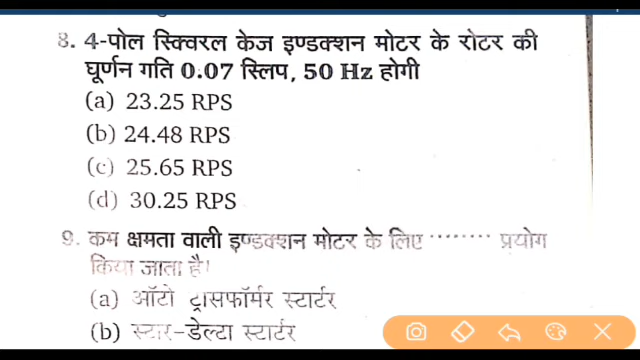 8. 4-पोल स्क्विरल केज इण्डक्शन मोटर के रोटर की
घूर्णन गति 0.07 स्लिप, 50 Hz होगी
(a) 23.25 RPS
(b) 24.48 RPS
(c) 25.65 RPS
(d) 30.25 RPS
9. कम क्षमता वाली इण्डक्शन मोटर के लिए ········ प्रयोग
किया जाता है।
(a) ऑटो ट्रासफॉर्मर स्टार्टर
(b) स्टार-डेल्टा स्टार्टर